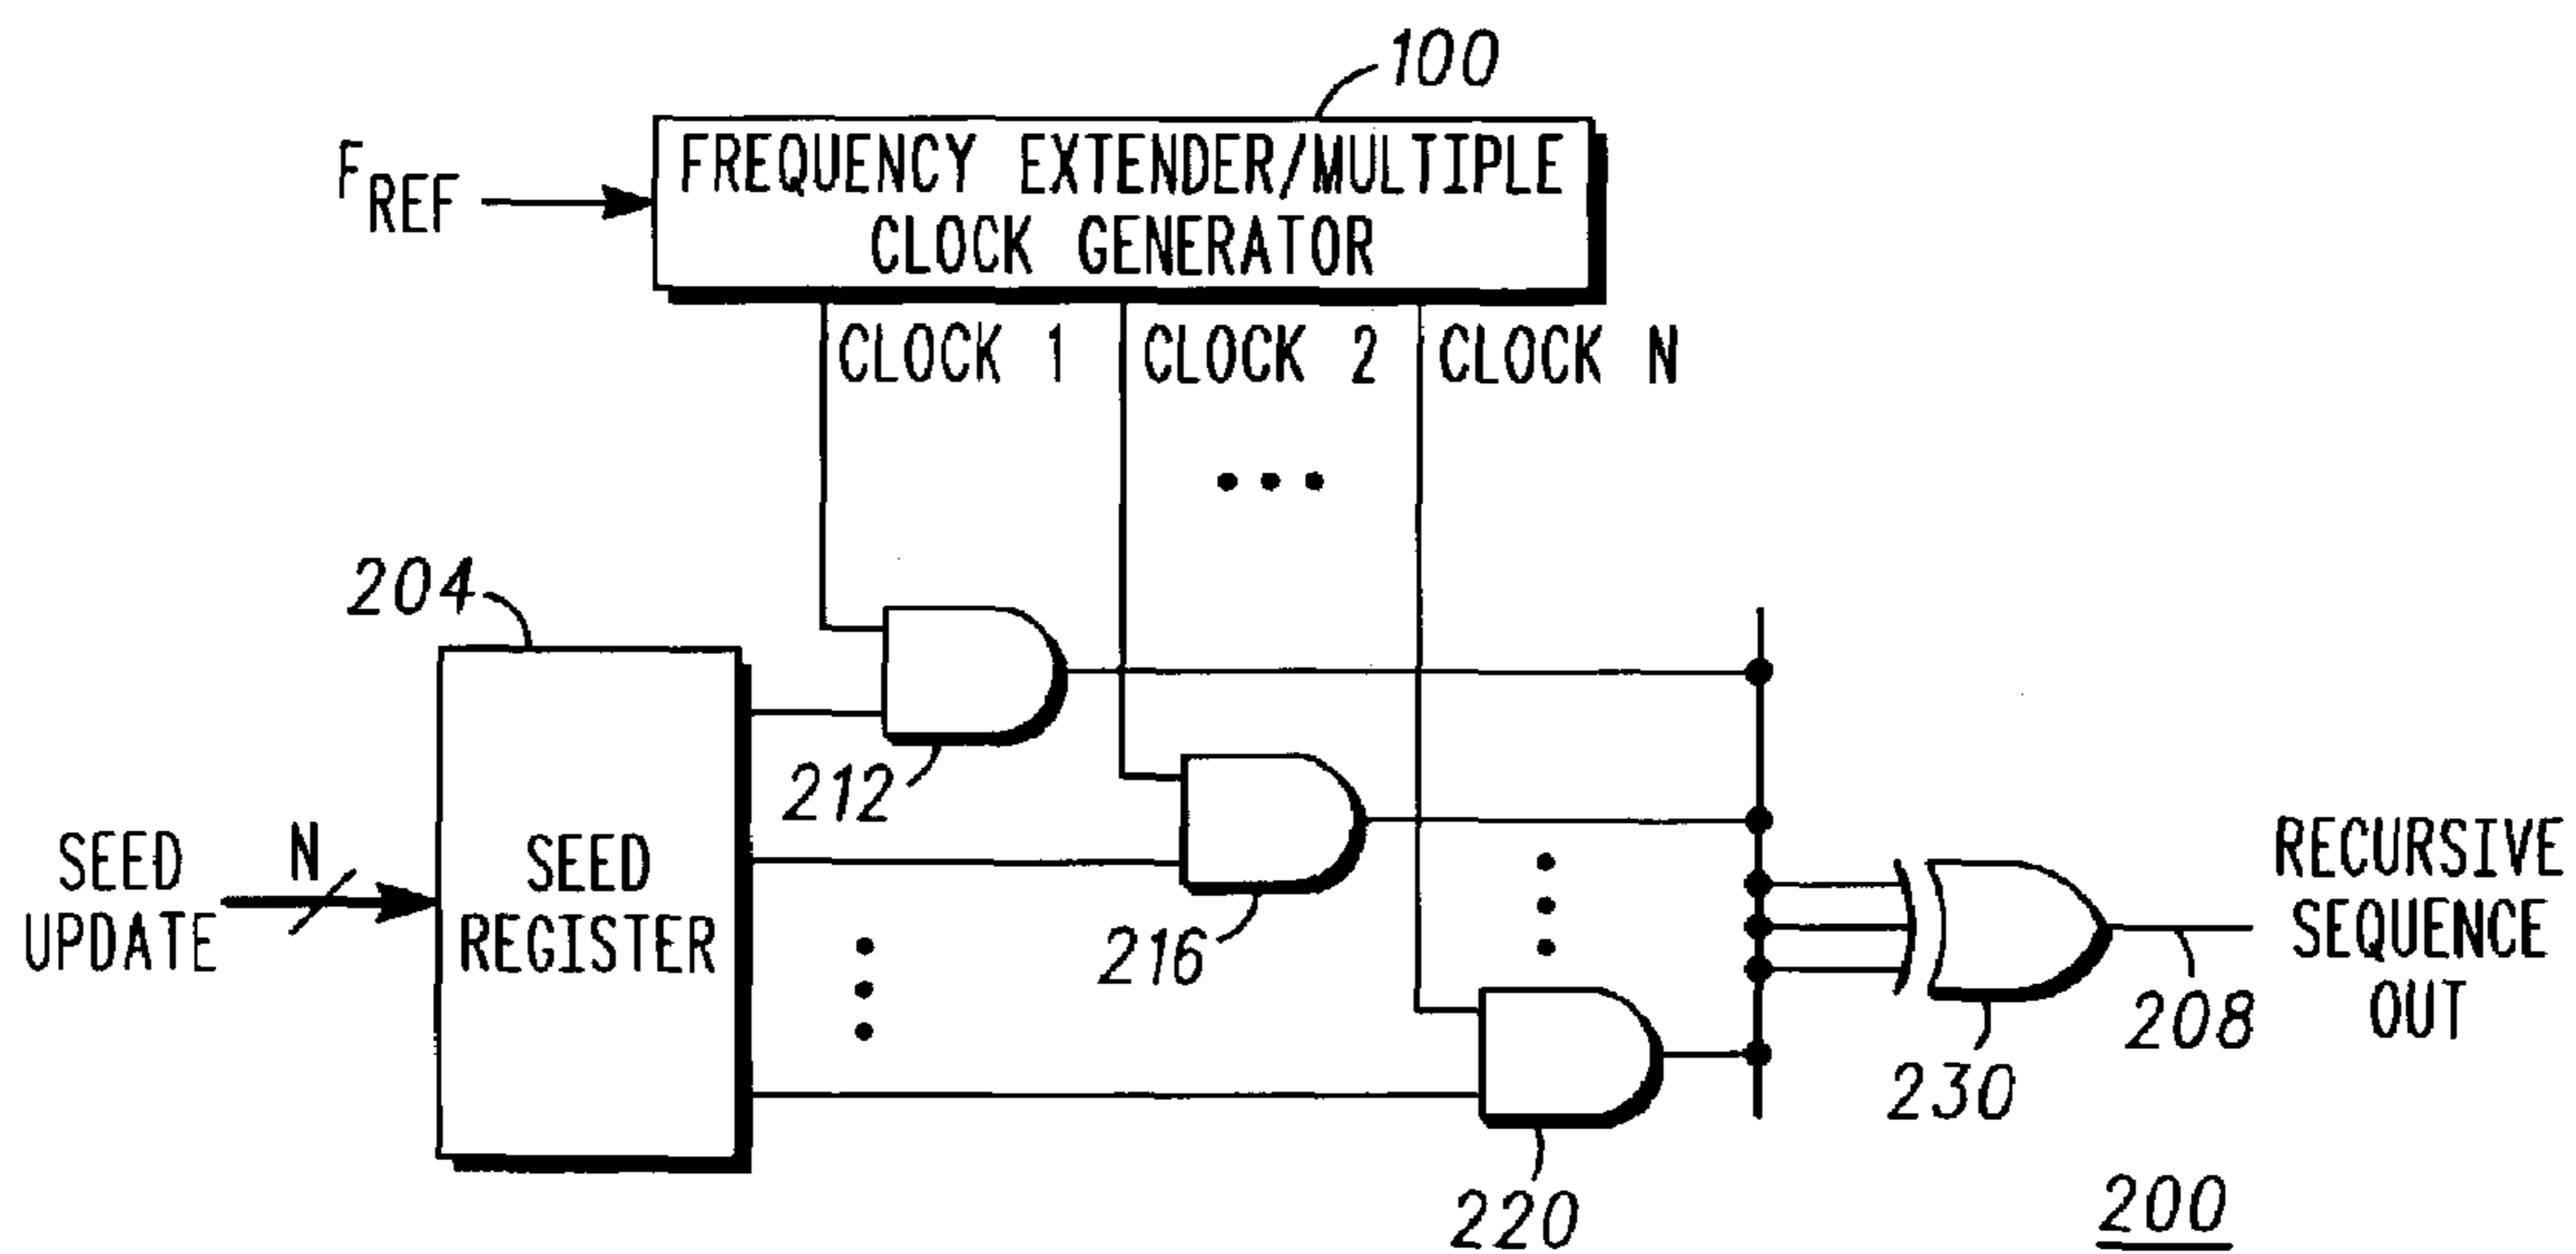 100
F REF
FREQUENCY EXTENDER/MULTIPLE
CLOCK GENERATOR
CLOCK 1
CLOCK 2
CLOCK N
204
212
SEED
UPDATE
N
SEED
REGISTER
216
RECURSIVE
SEQUENCE
OUT
208
230
220
200